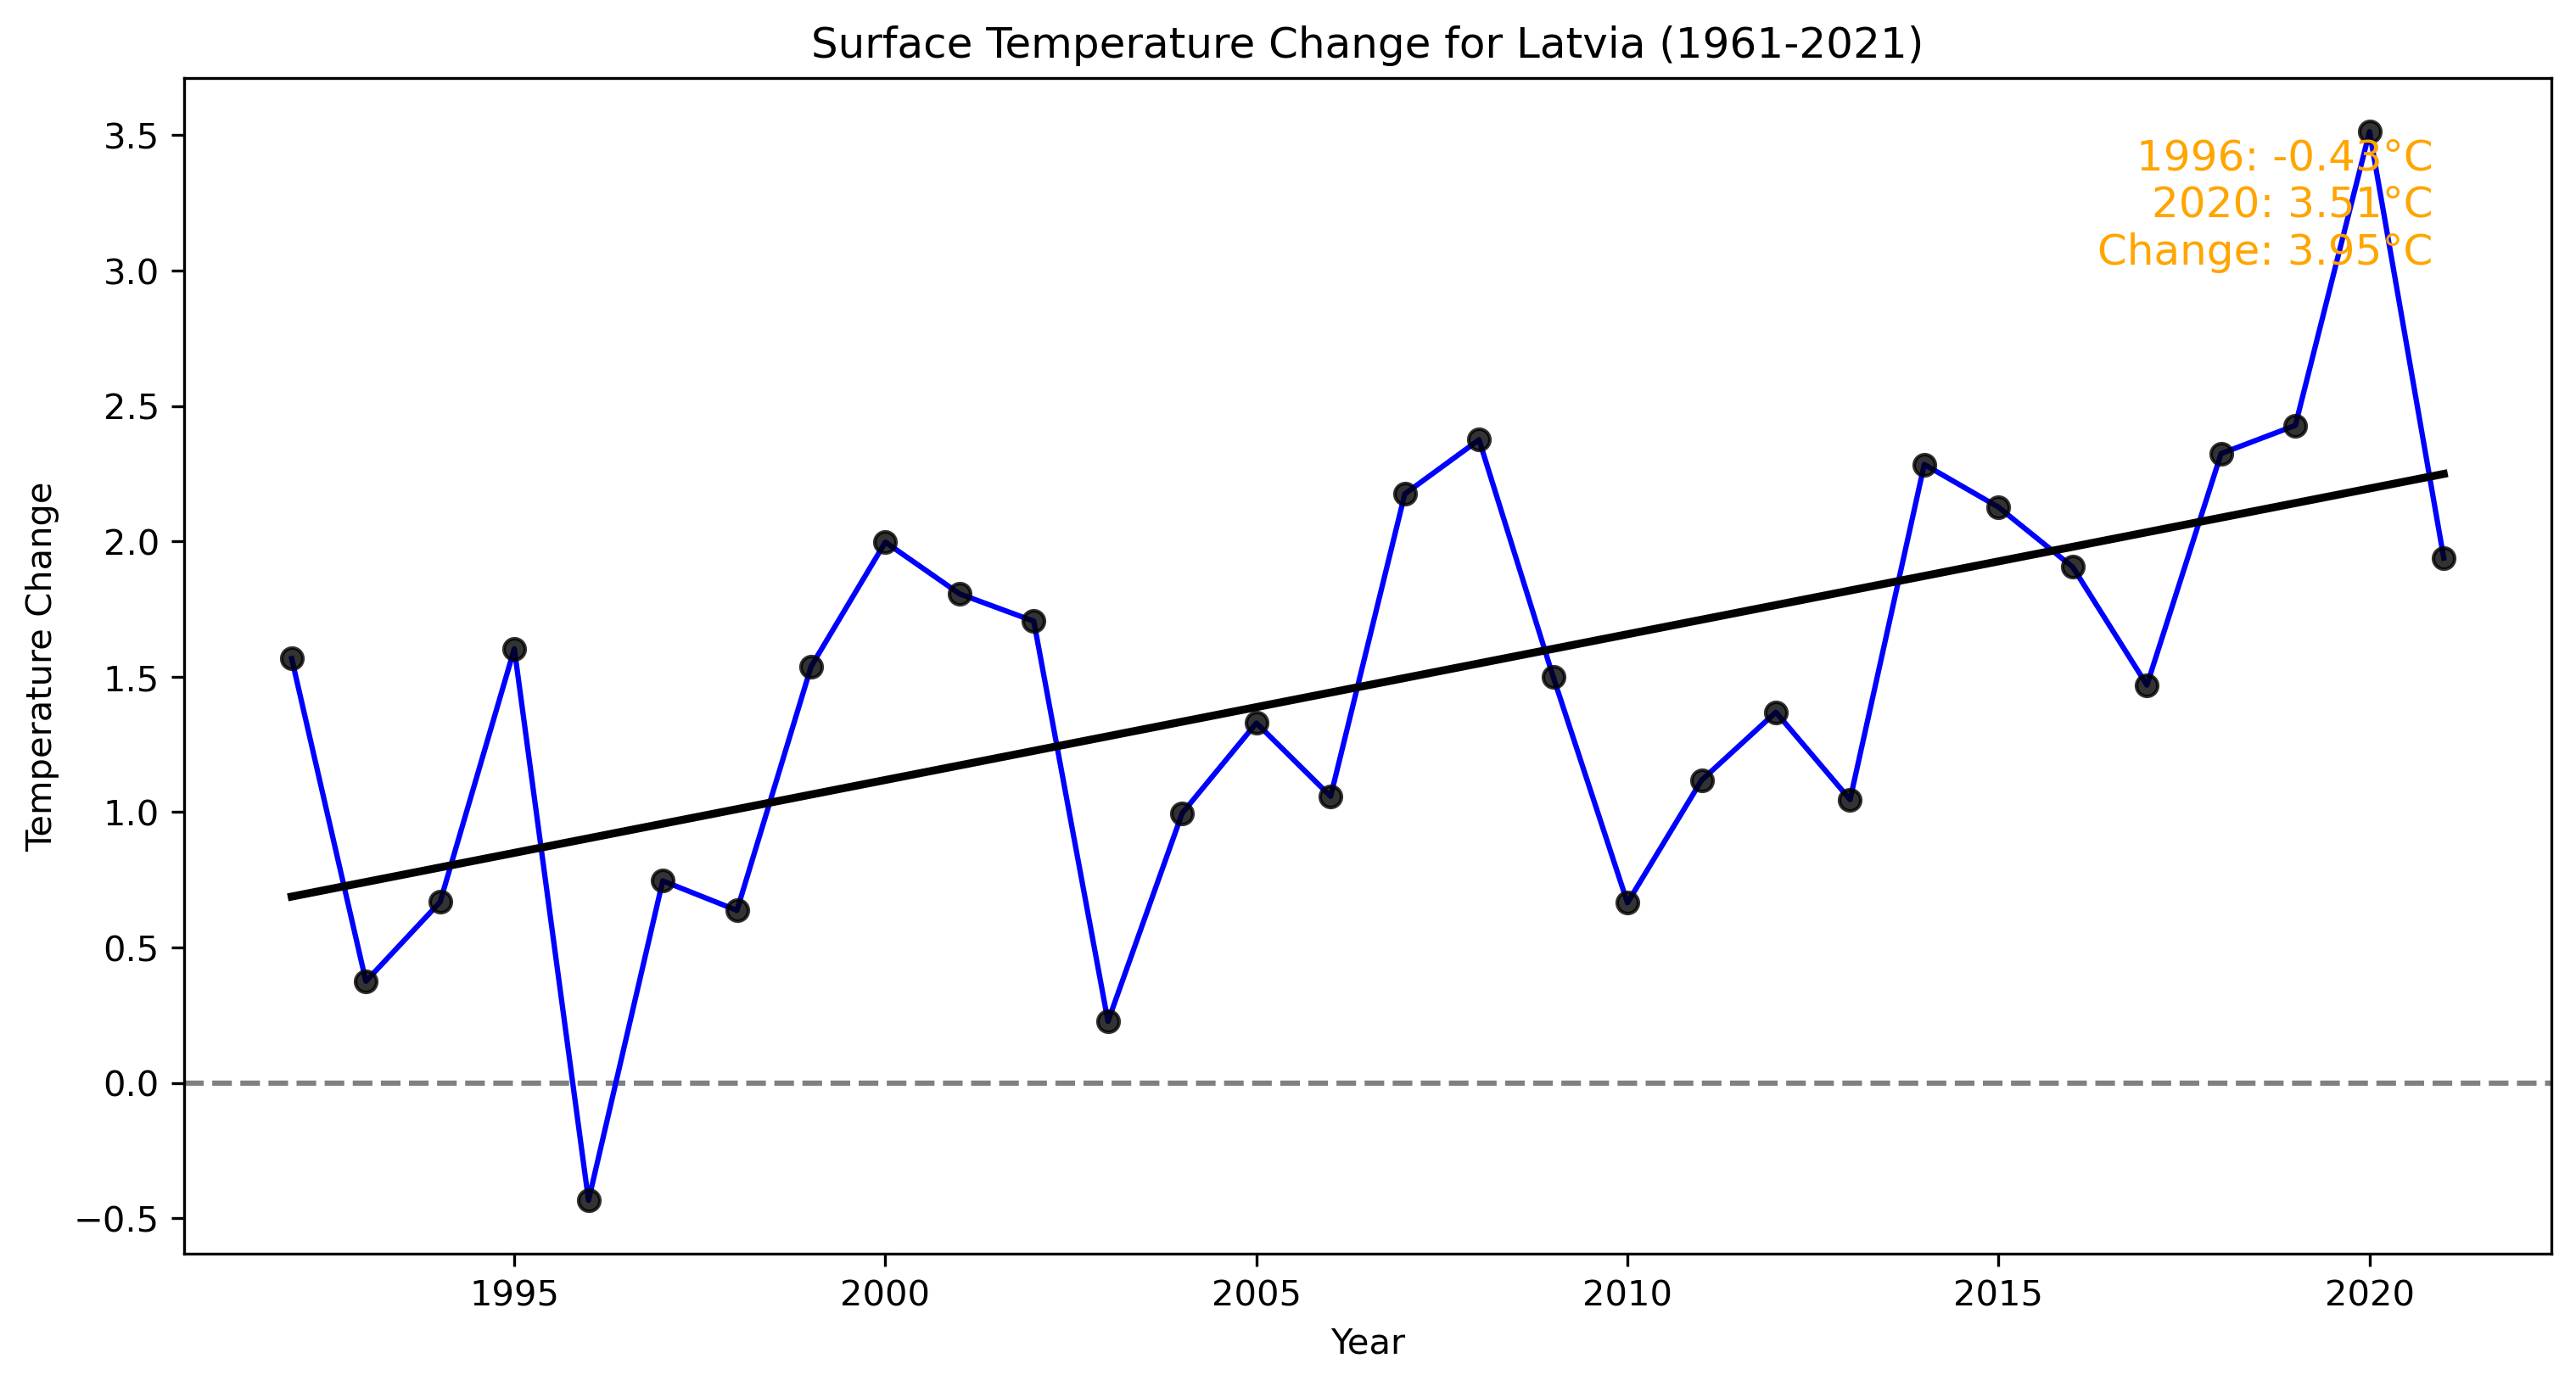 Surface Temperature Change for Latvia (1961-2021)
1996: -0.43°C
2020: 3.51°C
Change: 3.95°C
Temperature Change
3.5
3.0
2.5
2.0
1.5
1.0
0.5
0.0
−0.5
1995 2000 2005 2010 2015 2020
Year